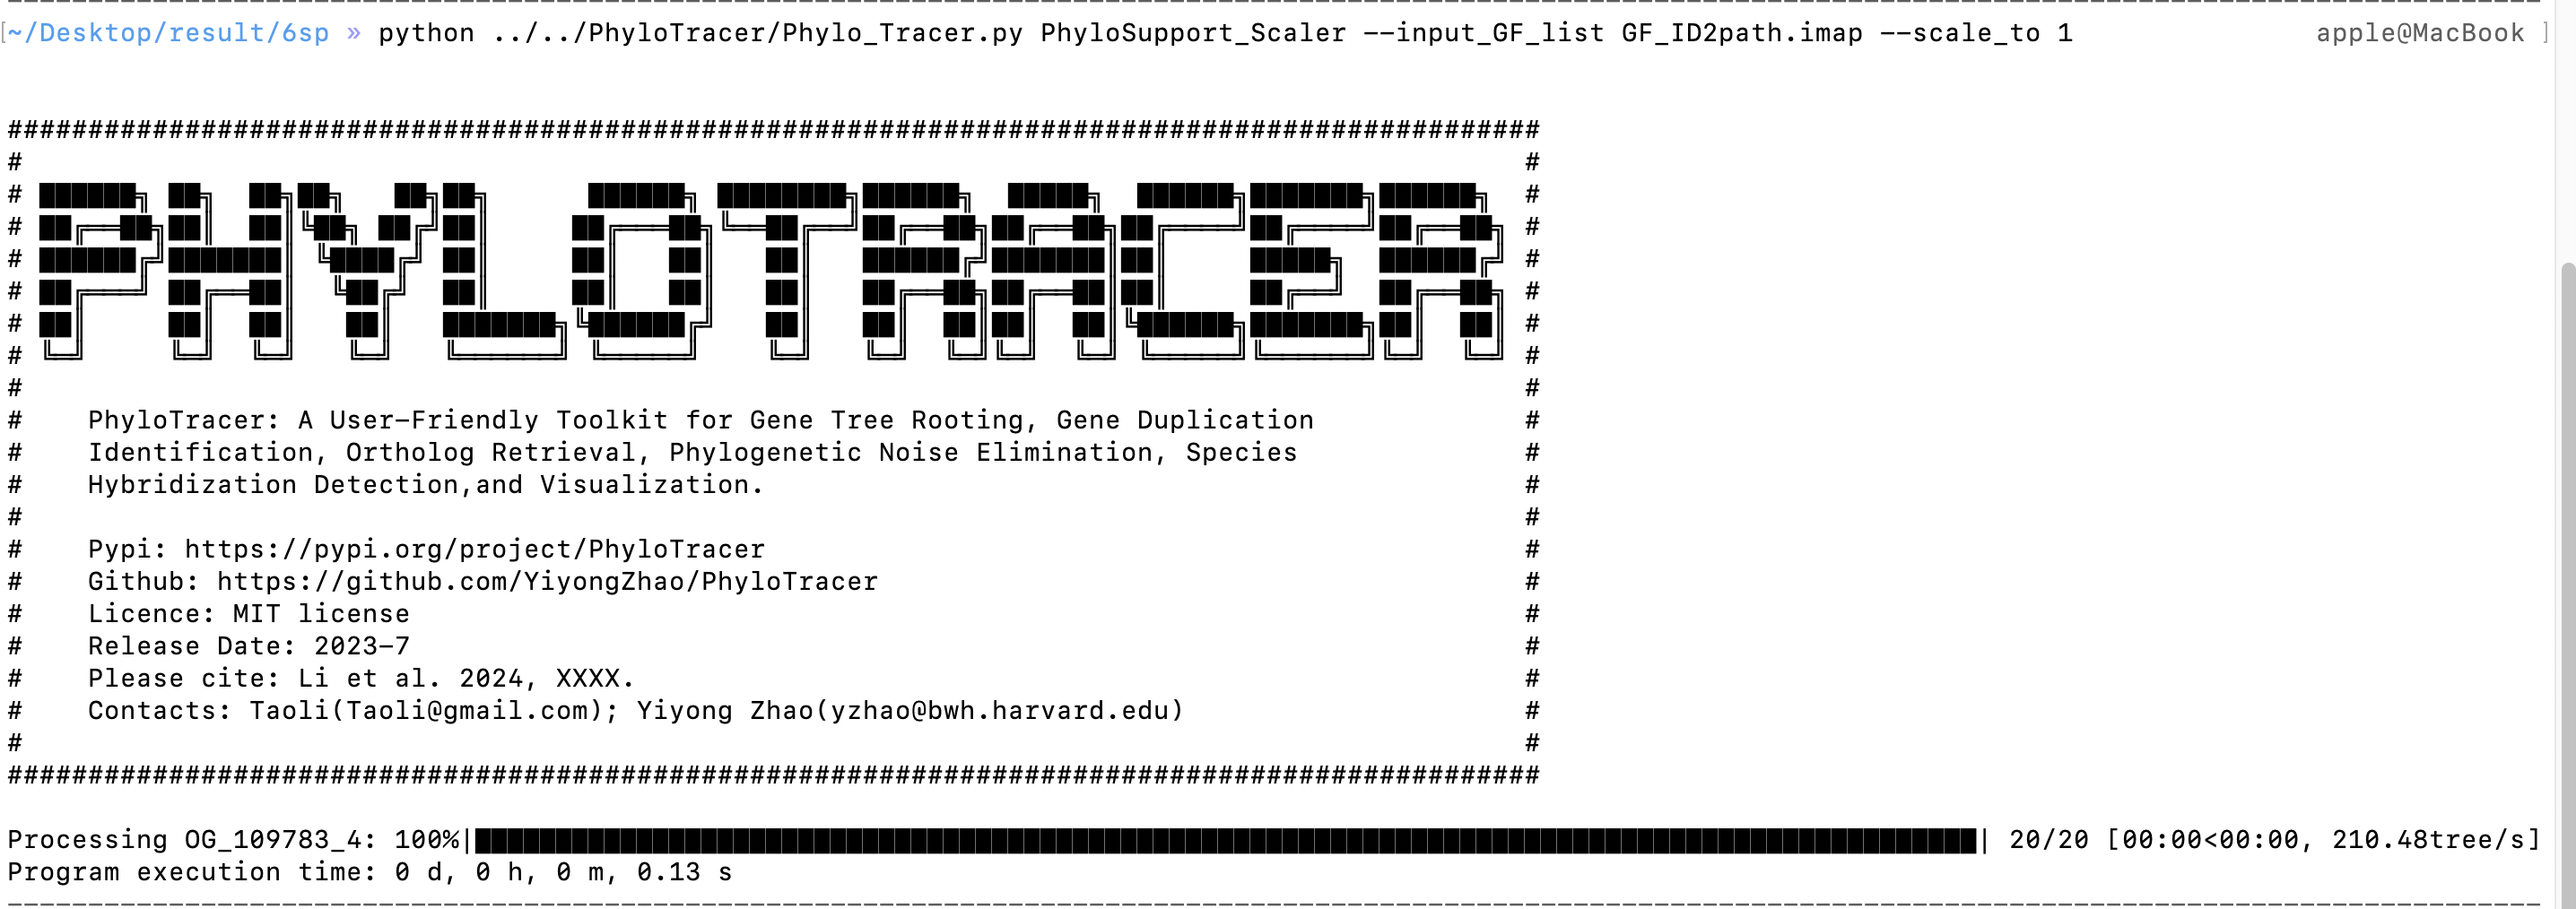 ~/Desktop/result/6sp » python ../../PhyloTracer/Phylo_Tracer.py PhyloSupport_Scaler --input_GF_list GF_ID2path.imap --scale_to 1 apple@MacBook
PHYLOTRACER
PhyloTracer: A User-Friendly Toolkit for Gene Tree Rooting, Gene Duplication
Identification, Ortholog Retrieval, Phylogenetic Noise Elimination, Species
Hybridization Detection,and Visualization.
Pypi: https://pypi.org/project/PhyloTracer
Github: https://github.com/YiyongZhao/PhyloTracer
Licence: MIT license
Release Date: 2023-7
Please cite: Li et al. 2024, XXXX.
Contacts: Taoli(Taoli@gmail.com); Yiyong Zhao(yzhao@bwh.harvard.edu)
Processing OG_109783_4: 100%| | 20/20 [00:00<00:00, 210.48tree/s]
Program execution time: 0 d, 0 h, 0 m, 0.13 s